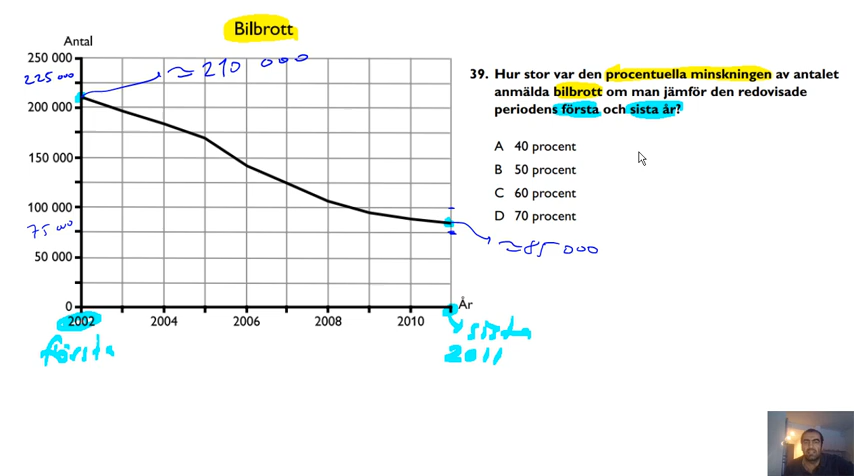 Bilbrott
Antal
250 000
225 000
≈ 210 000
200 000
150 000
100 000
75 000
50 000
0
≈ 85 000
År
2002 2004 2006 2008 2010
första
sista
2011
39. Hur stor var den procentuella minskningen av antalet
anmälda bilbrott om man jämför den redovisade
periodens första och sista år?
A 40 procent
B 50 procent
C 60 procent
D 70 procent